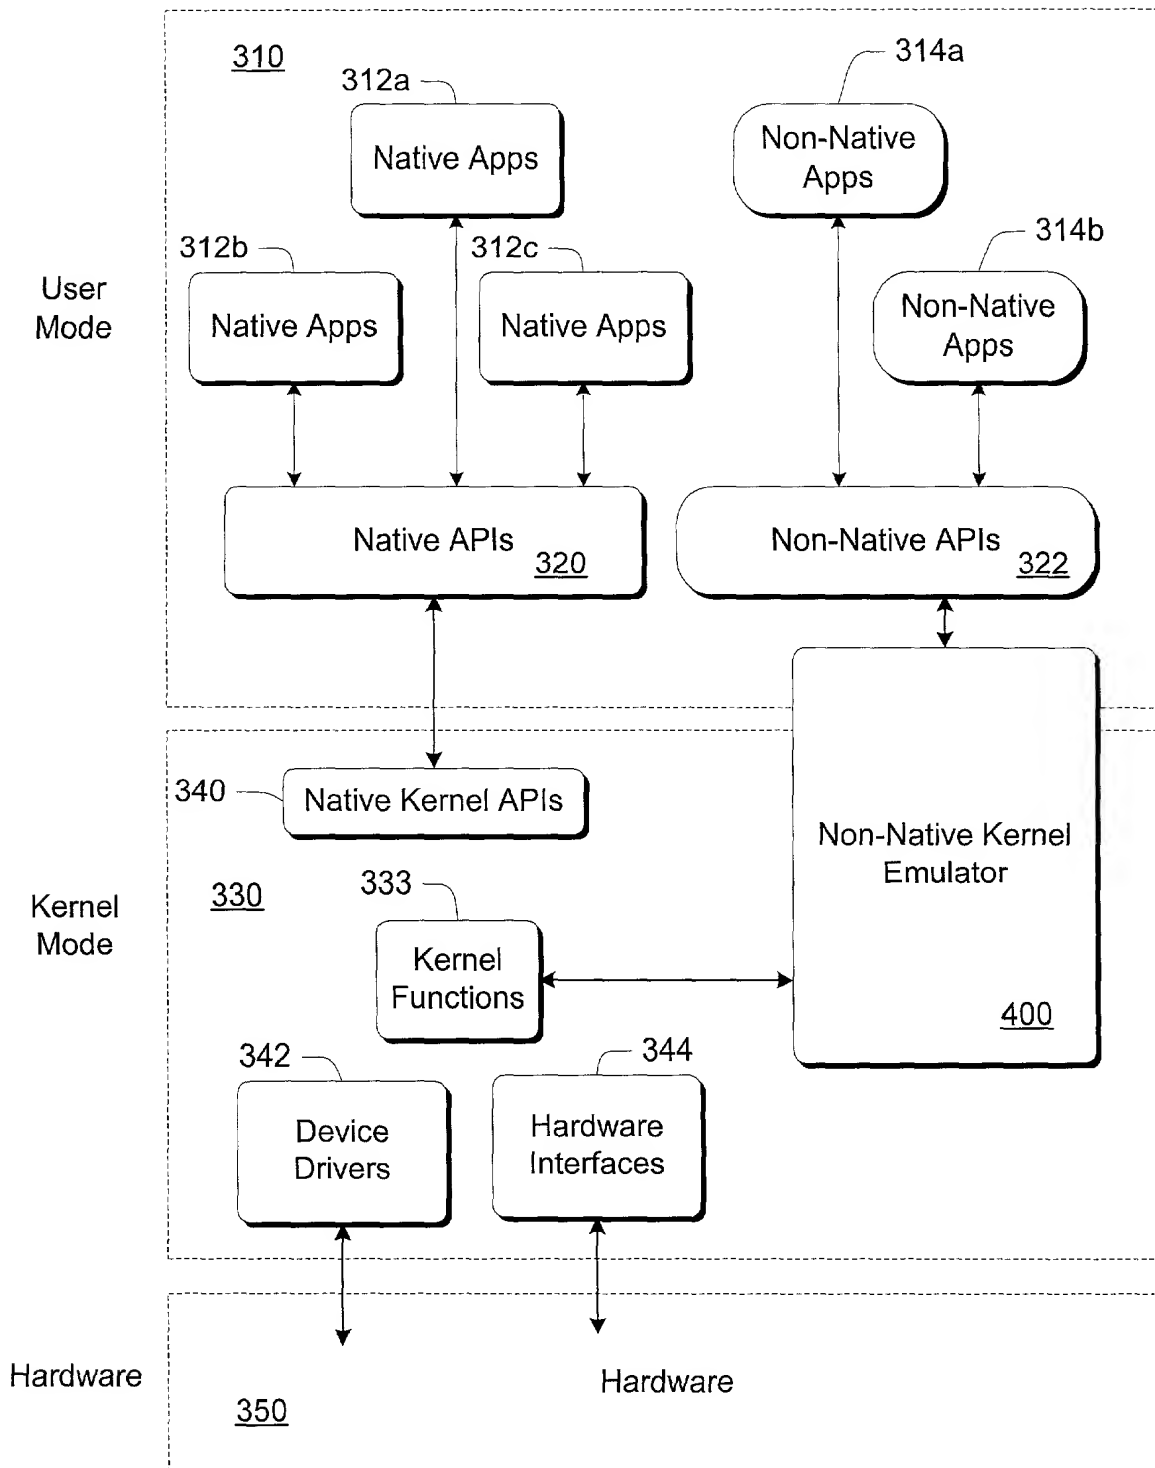 310
312a
314a
Native Apps
Non-Native
Apps
312b
312c
314b
User
Mode
Native Apps
Native Apps
Non-Native
Apps
Native APIs
320
Non-Native APIs
322
340
Native Kernel APIs
Non-Native Kernel
Emulator
Kernel
Mode
330
333
Kernel
Functions
400
342
344
Device
Drivers
Hardware
Interfaces
Hardware
Hardware
350